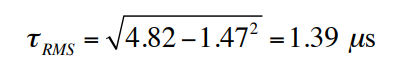 τ_RMS = √(4.82 − 1.47²) = 1.39 μs